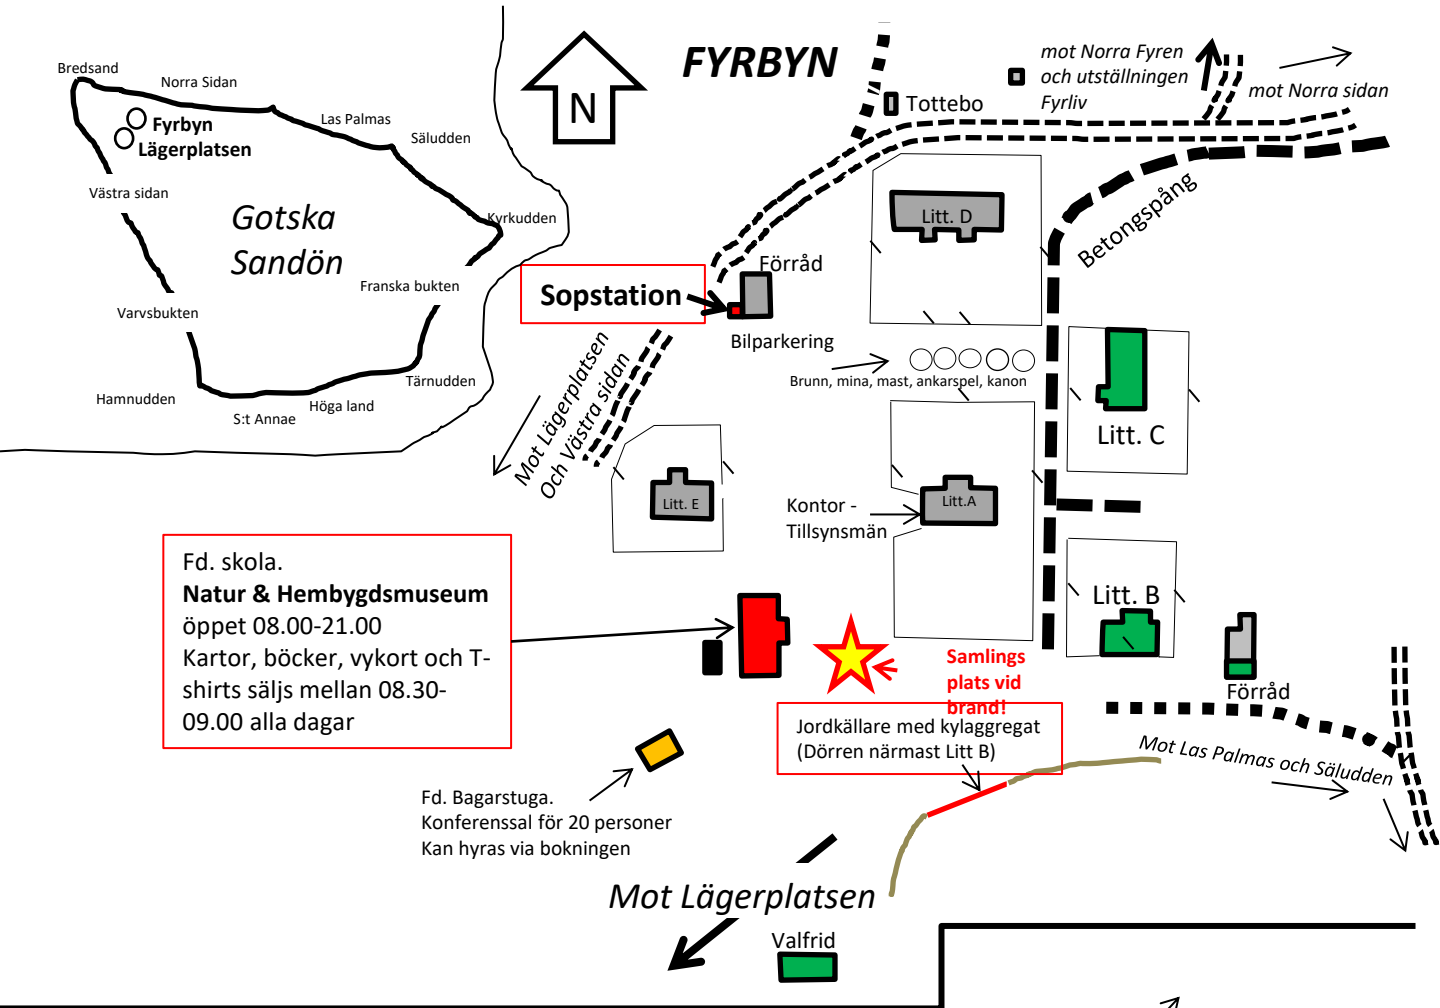 FYRBYN
N
mot Norra Fyren
och utställningen
Fyrliv
mot Norra sidan
Tottebo
Bredsand
Norra Sidan
Las Palmas
Säludden
Fyrbyn
Lägerplatsen
Västra sidan
Gotska
Sandön
Kyrkudden
Franska bukten
Varvsbukten
Tärnudden
Hamnudden
Höga land
S:t Annae
Litt. D
Betongspång
Förråd
Sopstation
Bilparkering
Brunn, mina, mast, ankarspel, kanon
Mot Lägerplatsen
Och Västra sidan
Litt. C
Litt. E
Litt.A
Kontor -
Tillsynsmän
Fd. skola.
Natur & Hembygdsmuseum
öppet 08.00-21.00
Kartor, böcker, vykort och T-
shirts säljs mellan 08.30-
09.00 alla dagar
Litt. B
Samlings
plats vid
brand!
Förråd
Jordkällare med kylaggregat
(Dörren närmast Litt B)
Mot Las Palmas och Säludden
Fd. Bagarstuga.
Konferenssal för 20 personer
Kan hyras via bokningen
Mot Lägerplatsen
Valfrid